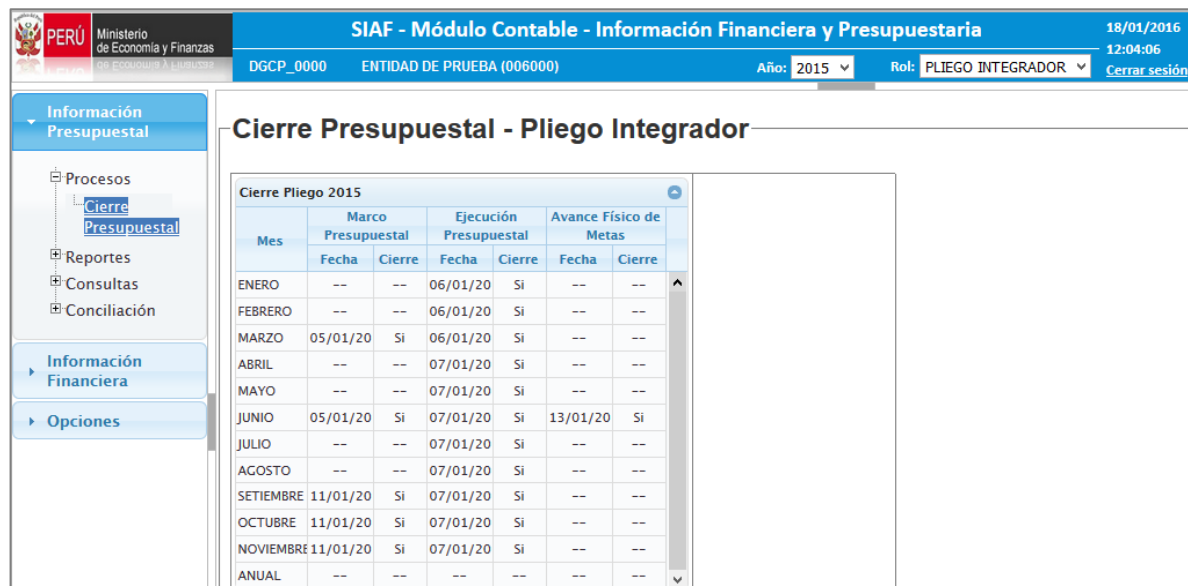 PERÚ Ministerio
de Economía y Finanzas
SIAF - Módulo Contable - Información Financiera y Presupuestaria
18/01/2016
12:04:06
DGCP_0000 ENTIDAD DE PRUEBA (006000) Año: 2015 Rol: PLIEGO INTEGRADOR Cerrar sesión
Información
Presupuestal
Procesos
Cierre
Presupuestal
Reportes
Consultas
Conciliación
Información
Financiera
Opciones
Cierre Presupuestal - Pliego Integrador
Cierre Pliego 2015
Mes Marco Presupuestal Ejecución Presupuestal Avance Físico de Metas
Fecha Cierre Fecha Cierre Fecha Cierre
ENERO -- -- 06/01/20 Si -- --
FEBRERO -- -- 06/01/20 Si -- --
MARZO 05/01/20 Si 06/01/20 Si -- --
ABRIL -- -- 07/01/20 Si -- --
MAYO -- -- 07/01/20 Si -- --
JUNIO 05/01/20 Si 07/01/20 Si 13/01/20 Si
JULIO -- -- 07/01/20 Si -- --
AGOSTO -- -- 07/01/20 Si -- --
SETIEMBRE 11/01/20 Si 07/01/20 Si -- --
OCTUBRE 11/01/20 Si 07/01/20 Si -- --
NOVIEMBRE 11/01/20 Si 07/01/20 Si -- --
ANUAL -- -- -- -- -- --